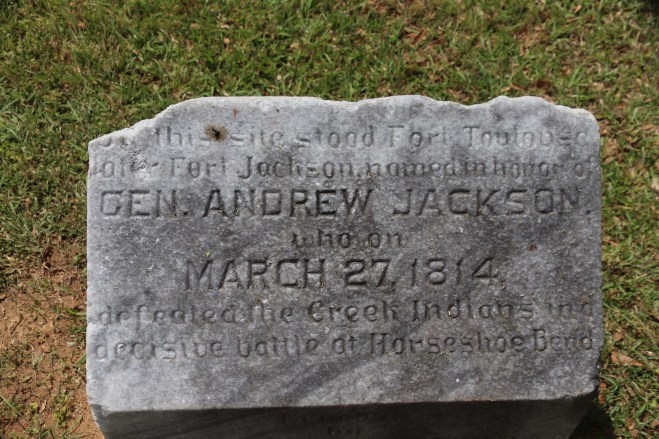 On this site stood Fort Toulouse
later Fort Jackson, named in honor of
GEN. ANDREW JACKSON.
who on
MARCH 27, 1814,
defeated the Creek Indians in a
decisive battle at Horseshoe Bend